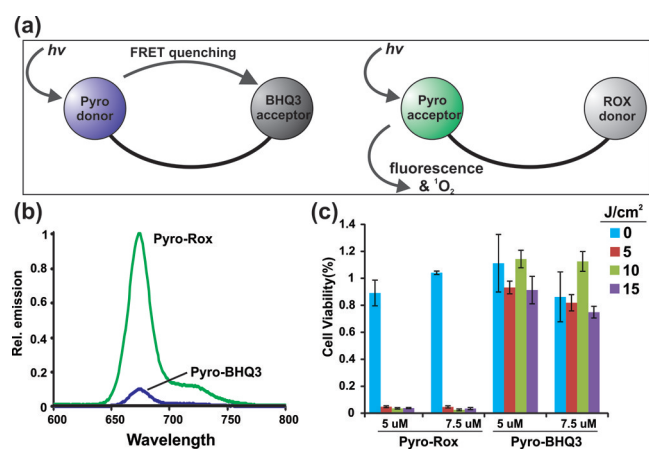 (a)
hv
FRET quenching
Pyro
donor
BHQ3
acceptor
hv
Pyro
acceptor
ROX
donor
fluorescence
& ¹O₂
(b)
Rel. emission
1
0.8
0.6
0.4
0.2
0
600
650
700
750
800
Pyro-Rox
Pyro-BHQ3
Wavelength
(c)
J/cm²
0
5
10
15
Cell Viability(%)
1.4
1.2
1
0.8
0.6
0.4
0.2
0
5 uM
7.5 uM
5 uM
7.5 uM
Pyro-Rox
Pyro-BHQ3